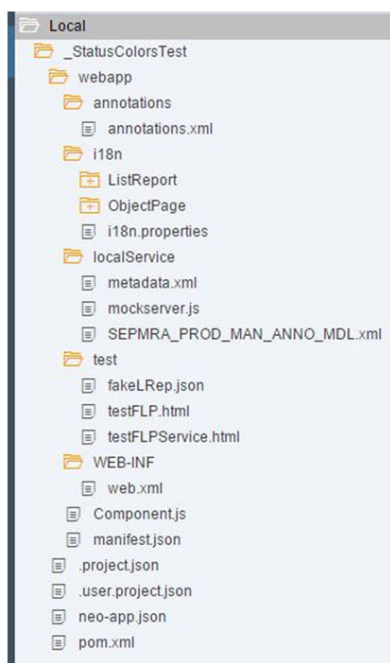 Local
_StatusColorsTest
webapp
annotations
annotations.xml
i18n
ListReport
ObjectPage
i18n.properties
localService
metadata.xml
mockserver.js
SEPMRA_PROD_MAN_ANNO_MDL.xml
test
fakeLRep.json
testFLP.html
testFLPService.html
WEB-INF
web.xml
Component.js
manifest.json
.project.json
.user.project.json
neo-app.json
pom.xml